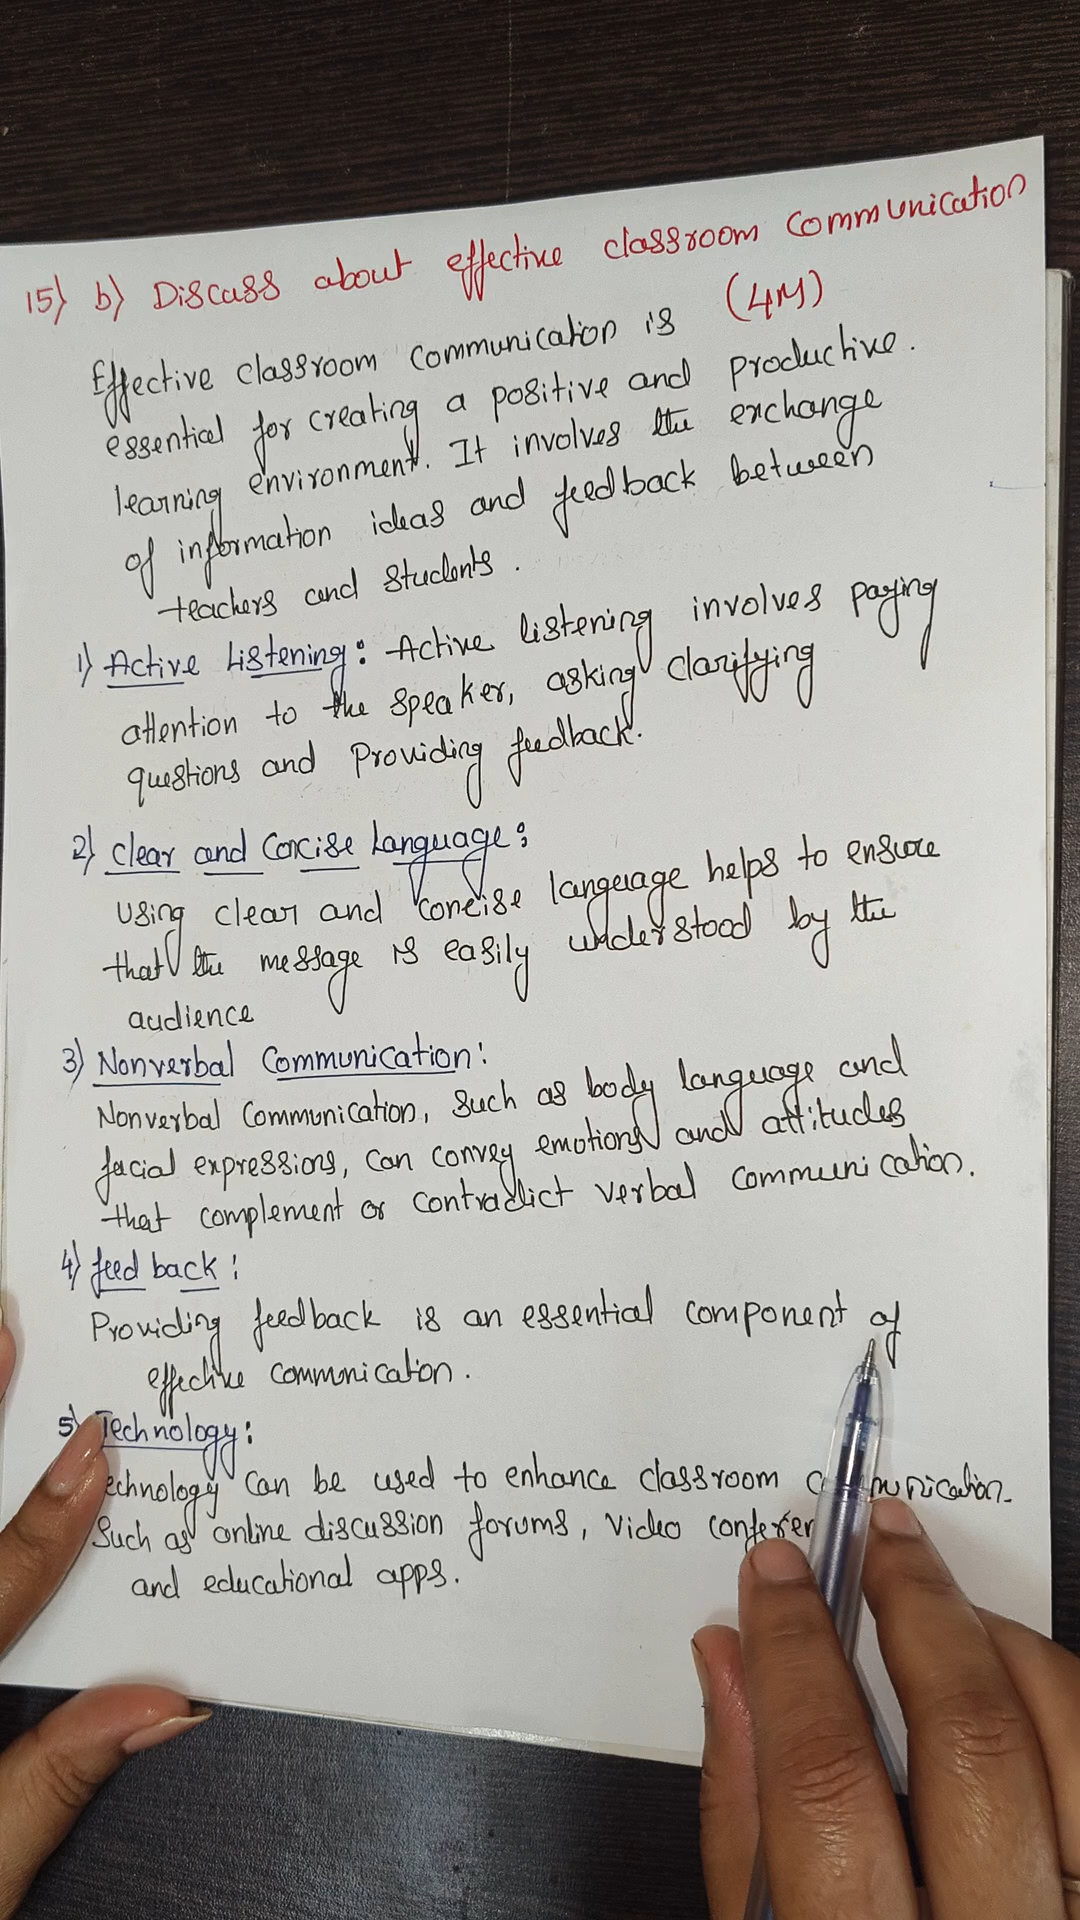 15) b) Discuss about effective classroom communication
(4M)
Effective classroom communication is
essential for creating a positive and productive.
learning environment. It involves the exchange
of information ideas and feedback between
teachers and students.
1) Active Listening: Active listening involves paying
attention to the speaker, asking clarifying
questions and Providing feedback.
2) Clear and Concise Language:
Using clear and concise language helps to ensure
that the message is easily understood by the
audience
3) Nonverbal Communication:
Nonverbal Communication, such as body language and
facial expressions, can convey emotions and attitudes
that complement or contradict verbal communication.
4) feed back:
Providing feedback is an essential component of
effective communication.
5) Technology:
echnology can be used to enhance classroom
Such as online discussion forums, video
and educational apps.